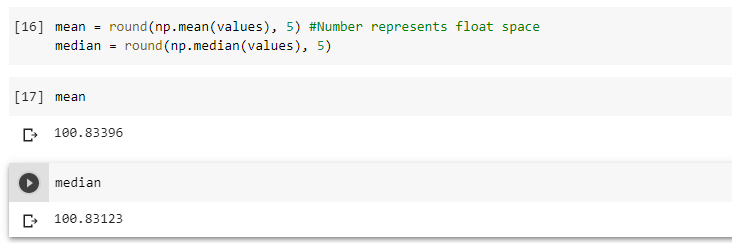 [16] mean = round(np.mean(values), 5) #Number represents float space
median = round(np.median(values), 5)
[17] mean
100.83396
median
100.83123